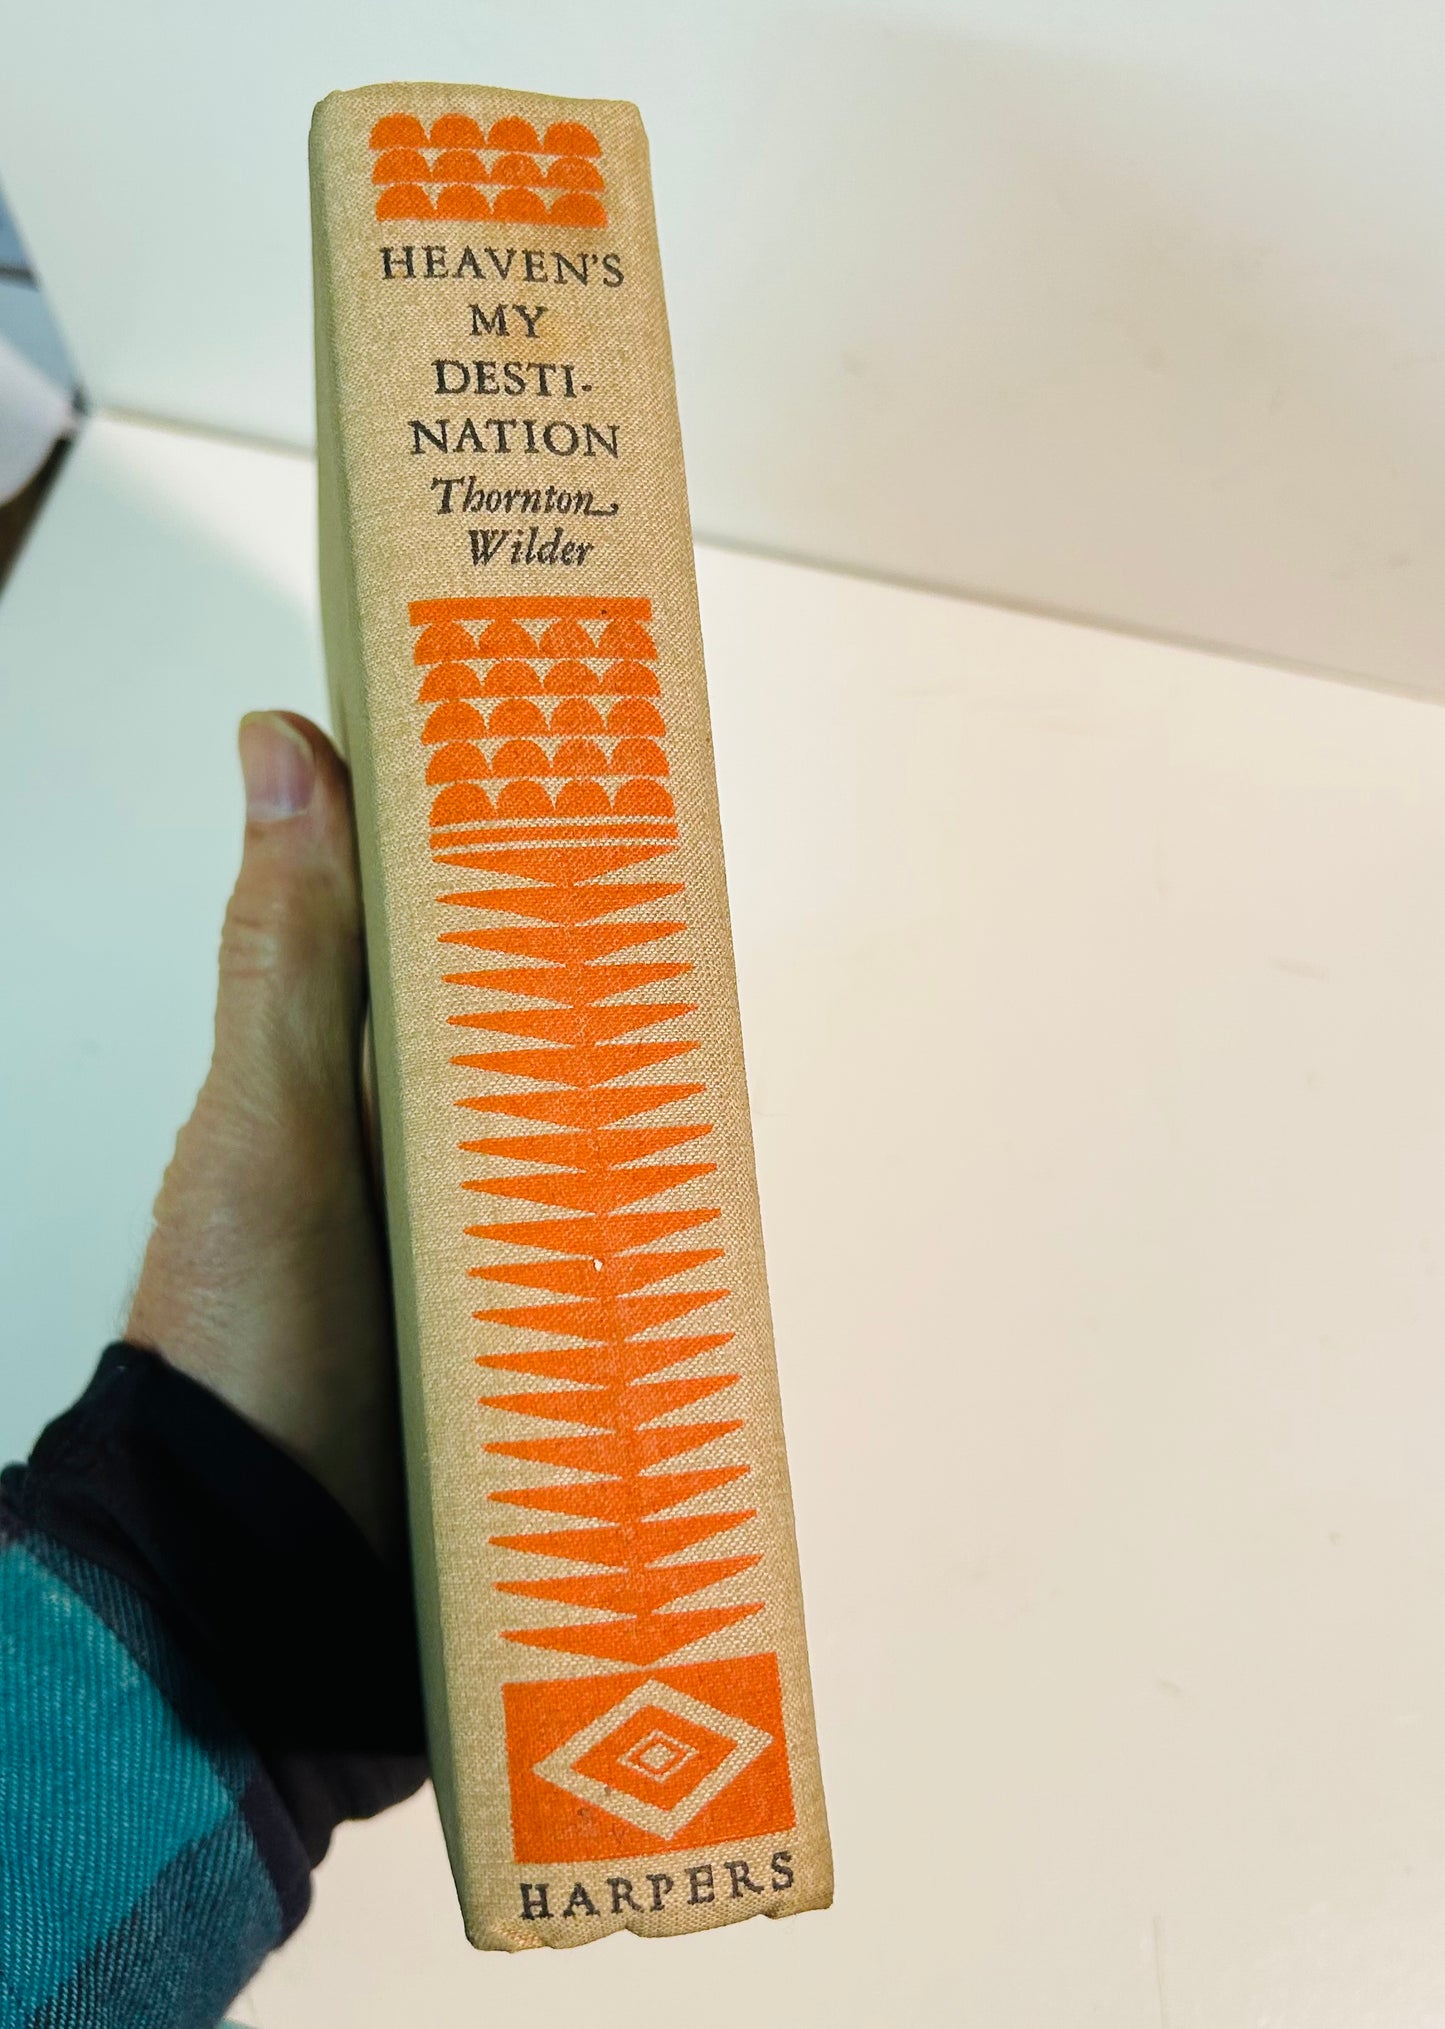 HEAVEN'S
MY
DESTI-
NATION
Thornton
Wilder
HARPERS